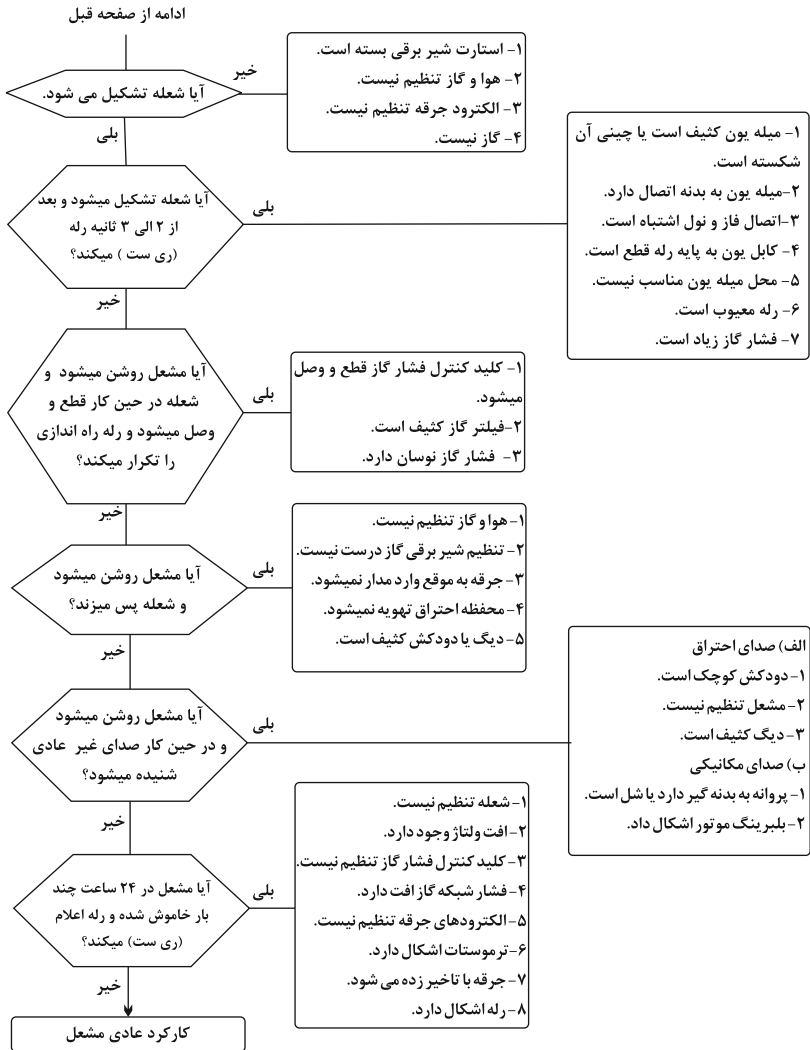 ادامه از صفحه قبل
آیا شعله تشکیل می شود.
خیر
۱- استارت شیر برقی بسته است.
۲- هوا و گاز تنظیم نیست.
۳- الکترود جرقه تنظیم نیست.
۴- گاز نیست.
بلی
آیا شعله تشکیل میشود و بعد
از ۲ الی ۳ ثانیه رله
(ری ست ) میکند؟
بلی
۱- میله یون کثیف است یا چینی آن
شکسته است.
۲-میله یون به بدنه اتصال دارد.
۳-اتصال فاز و نول اشتباه است.
۴- کابل یون به پایه رله قطع است.
۵- محل میله یون مناسب نیست.
۶- رله معیوب است.
۷- فشار گاز زیاد است.
خیر
آیا مشعل روشن میشود و
شعله در حین کار قطع و
وصل میشود و رله راه اندازی
را تکرار میکند؟
بلی
۱- کلید کنترل فشار گاز قطع و وصل
میشود.
۲-فیلتر گاز کثیف است.
۳- فشار گاز نوسان دارد.
خیر
آیا مشعل روشن میشود
و شعله پس میزند؟
بلی
۱-هوا و گاز تنظیم نیست.
۲- تنظیم شیر برقی گاز درست نیست.
۳- جرقه به موقع وارد مدار نمیشود.
۴- محفظه احتراق تهویه نمیشود.
۵- دیگ یا دودکش کثیف است.
خیر
آیا مشعل روشن میشود
و در حین کار صدای غیر عادی
شنیده میشود؟
بلی
الف) صدای احتراق
۱- دودکش کوچک است.
۲- مشعل تنظیم نیست.
۳- دیگ کثیف است.
ب) صدای مکانیکی
۱- پروانه به بدنه گیر دارد یا شل است.
۲- بلبرینگ موتور اشکال داد.
خیر
آیا مشعل در ۲۴ ساعت چند
بار خاموش شده و رله اعلام
(ری ست) میکند؟
بلی
۱- شعله تنظیم نیست.
۲-افت ولتاژ وجود دارد.
۳- کلید کنترل فشار گاز تنظیم نیست.
۴- فشار شبکه گاز افت دارد.
۵- الکترودهای جرقه تنظیم نیست.
۶-ترموستات اشکال دارد.
۷- جرقه با تاخیر زده می شود.
۸- رله اشکال دارد.
خیر
کارکرد عادی مشعل